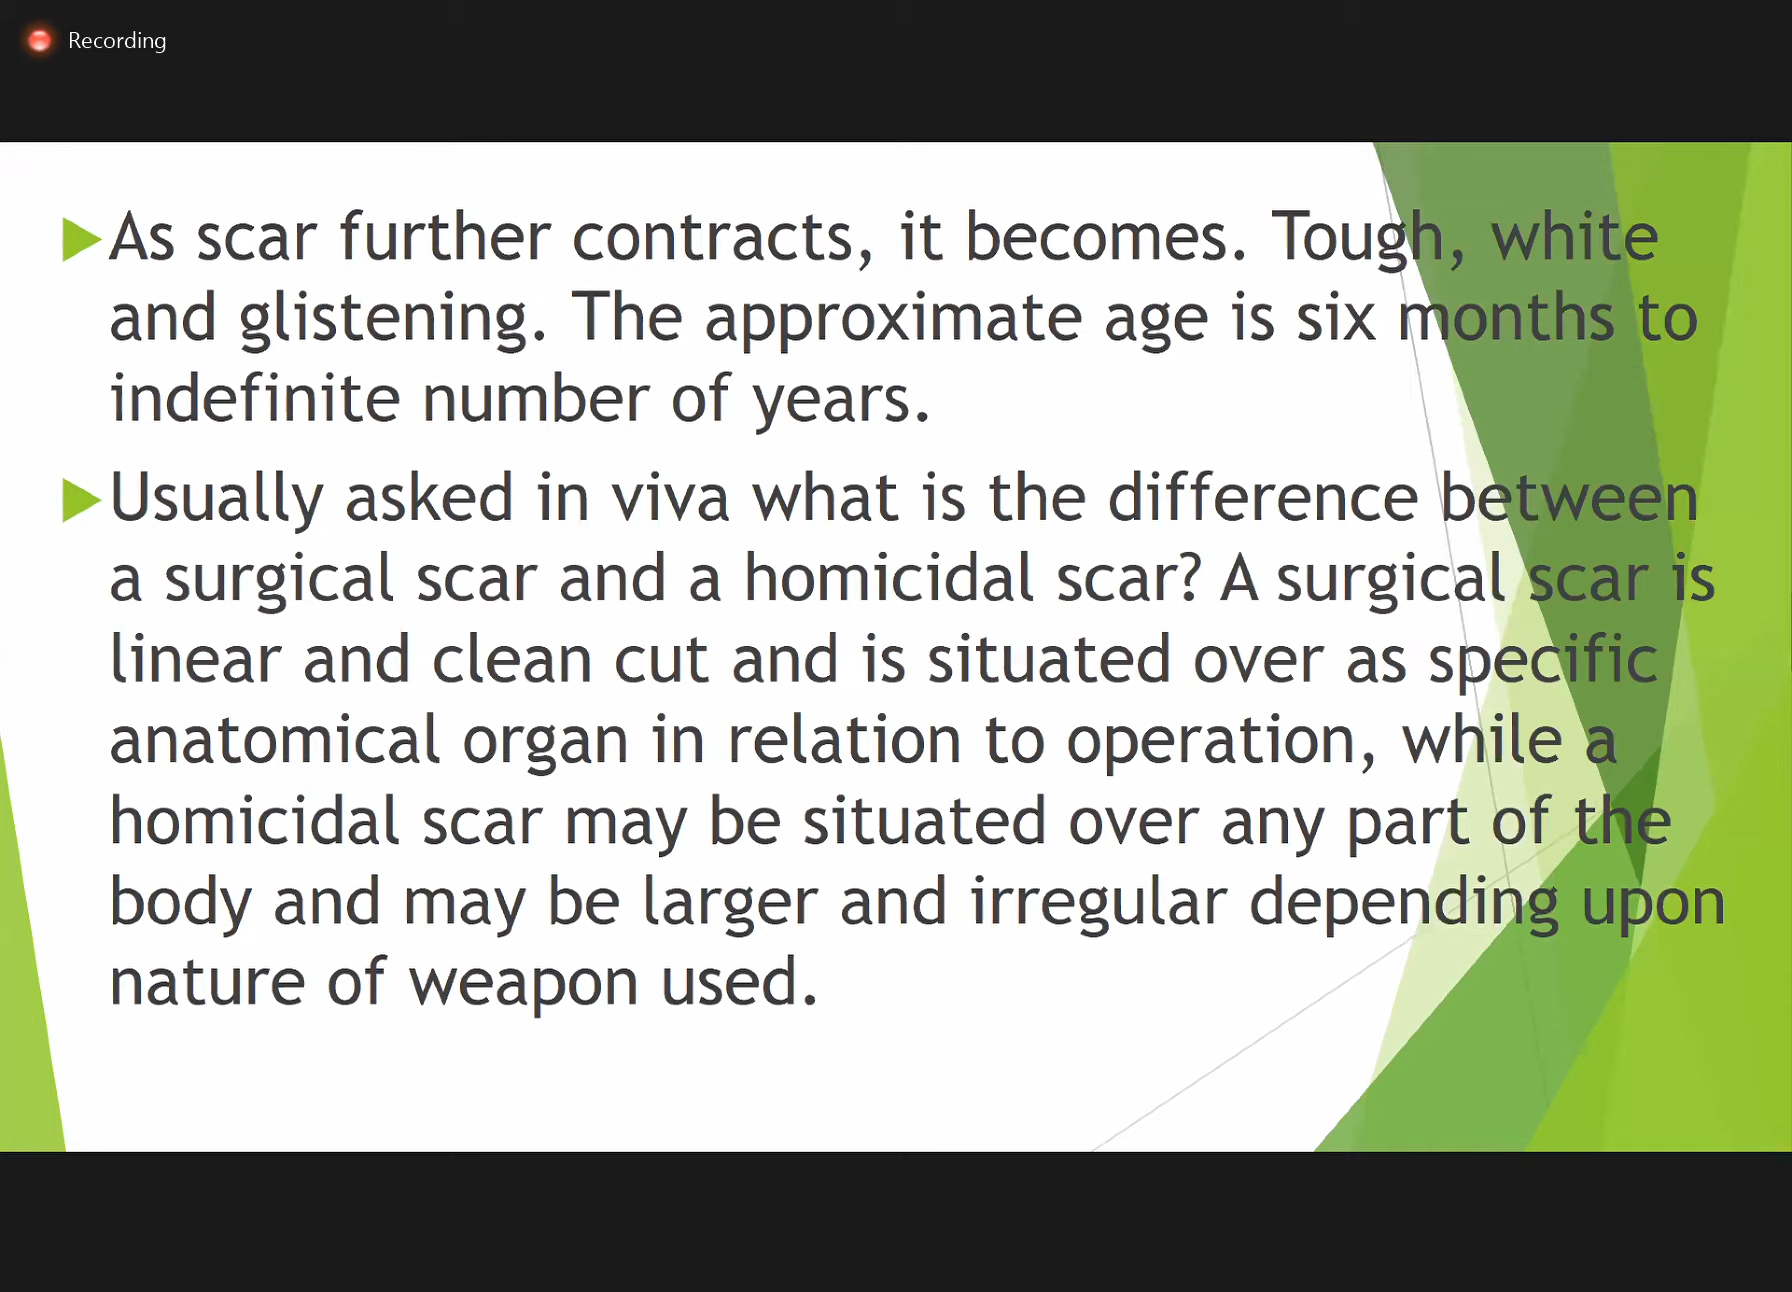 Recording
As scar further contracts, it becomes. Tough, white
and glistening. The approximate age is six months to
indefinite number of years.
Usually asked in viva what is the difference between
a surgical scar and a homicidal scar? A surgical scar is
linear and clean cut and is situated over as specific
anatomical organ in relation to operation, while a
homicidal scar may be situated over any part of the
body and may be larger and irregular depending upon
nature of weapon used.